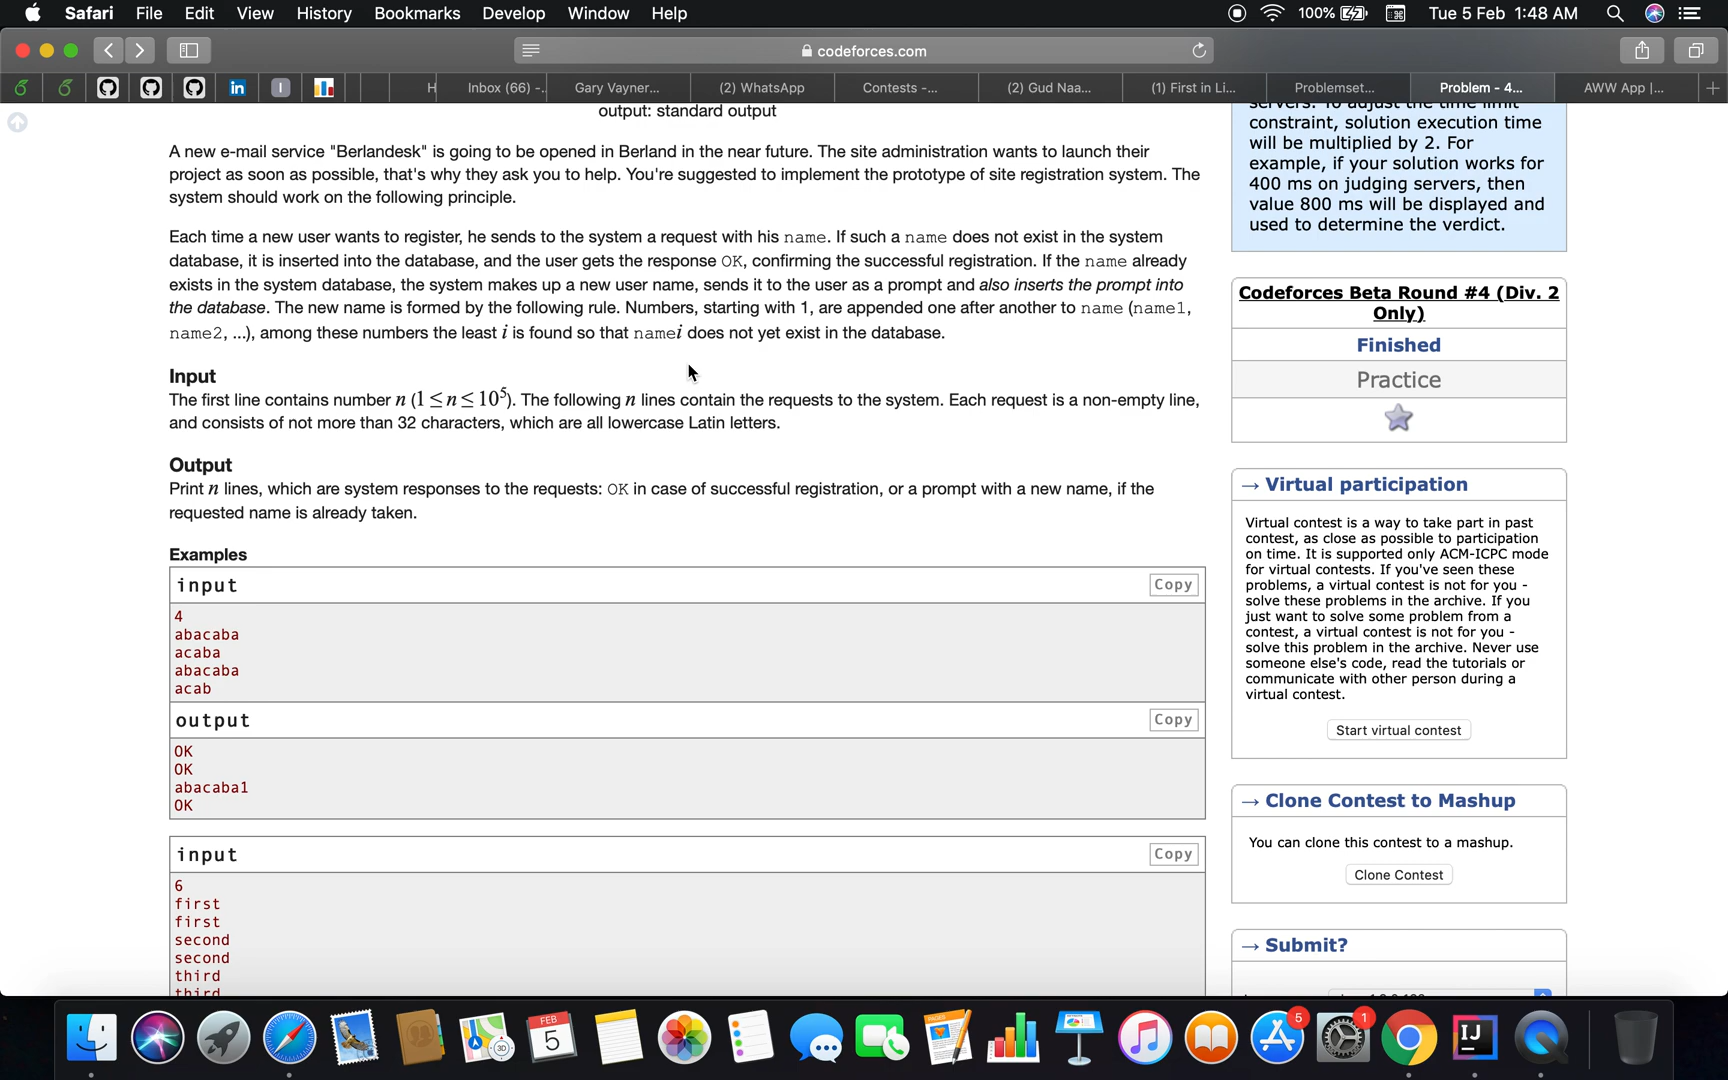 Safari File Edit View History Bookmarks Develop Window Help 100% Tue 5 Feb 1:48 AM
codeforces.com
H Inbox (66) -.. Gary Vayner... (2) WhatsApp Contests -... (2) Gud Naa... (1) First in Li... Problemset... Problem - 4... AWW App |...
output: standard output
A new e-mail service "Berlandesk" is going to be opened in Berland in the near future. The site administration wants to launch their
project as soon as possible, that's why they ask you to help. You're suggested to implement the prototype of site registration system. The
system should work on the following principle.
Each time a new user wants to register, he sends to the system a request with his name. If such a name does not exist in the system
database, it is inserted into the database, and the user gets the response OK, confirming the successful registration. If the name already
exists in the system database, the system makes up a new user name, sends it to the user as a prompt and also inserts the prompt into
the database. The new name is formed by the following rule. Numbers, starting with 1, are appended one after another to name (name1,
name2, ...), among these numbers the least i is found so that namei does not yet exist in the database.
Input
The first line contains number n (1 ≤ n ≤ 10⁵). The following n lines contain the requests to the system. Each request is a non-empty line,
and consists of not more than 32 characters, which are all lowercase Latin letters.
Output
Print n lines, which are system responses to the requests: OK in case of successful registration, or a prompt with a new name, if the
requested name is already taken.
Examples
input Copy
4
abacaba
acaba
abacaba
acab
output Copy
OK
OK
abacaba1
OK
input Copy
6
first
first
second
second
third
third
servers. To adjust the time limit
constraint, solution execution time
will be multiplied by 2. For
example, if your solution works for
400 ms on judging servers, then
value 800 ms will be displayed and
used to determine the verdict.
Codeforces Beta Round #4 (Div. 2
Only)
Finished
Practice
→ Virtual participation
Virtual contest is a way to take part in past
contest, as close as possible to participation
on time. It is supported only ACM-ICPC mode
for virtual contests. If you've seen these
problems, a virtual contest is not for you -
solve these problems in the archive. If you
just want to solve some problem from a
contest, a virtual contest is not for you -
solve this problem in the archive. Never use
someone else's code, read the tutorials or
communicate with other person during a
virtual contest.
Start virtual contest
→ Clone Contest to Mashup
You can clone this contest to a mashup.
Clone Contest
→ Submit?
FEB
5
3D
PAGES
5
1
IJ